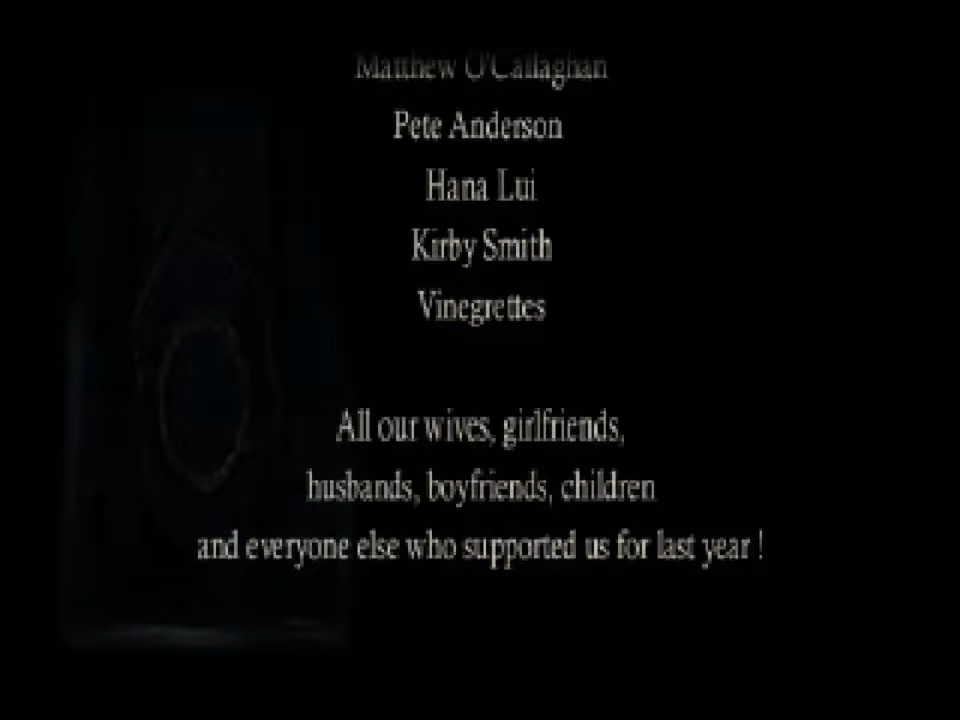 Matthew O'Callaghan
Pete Anderson
Hana Lui
Kirby Smith
Vinegrettes
All our wives, girlfriends,
husbands, boyfriends, children
and everyone else who supported us for last year !